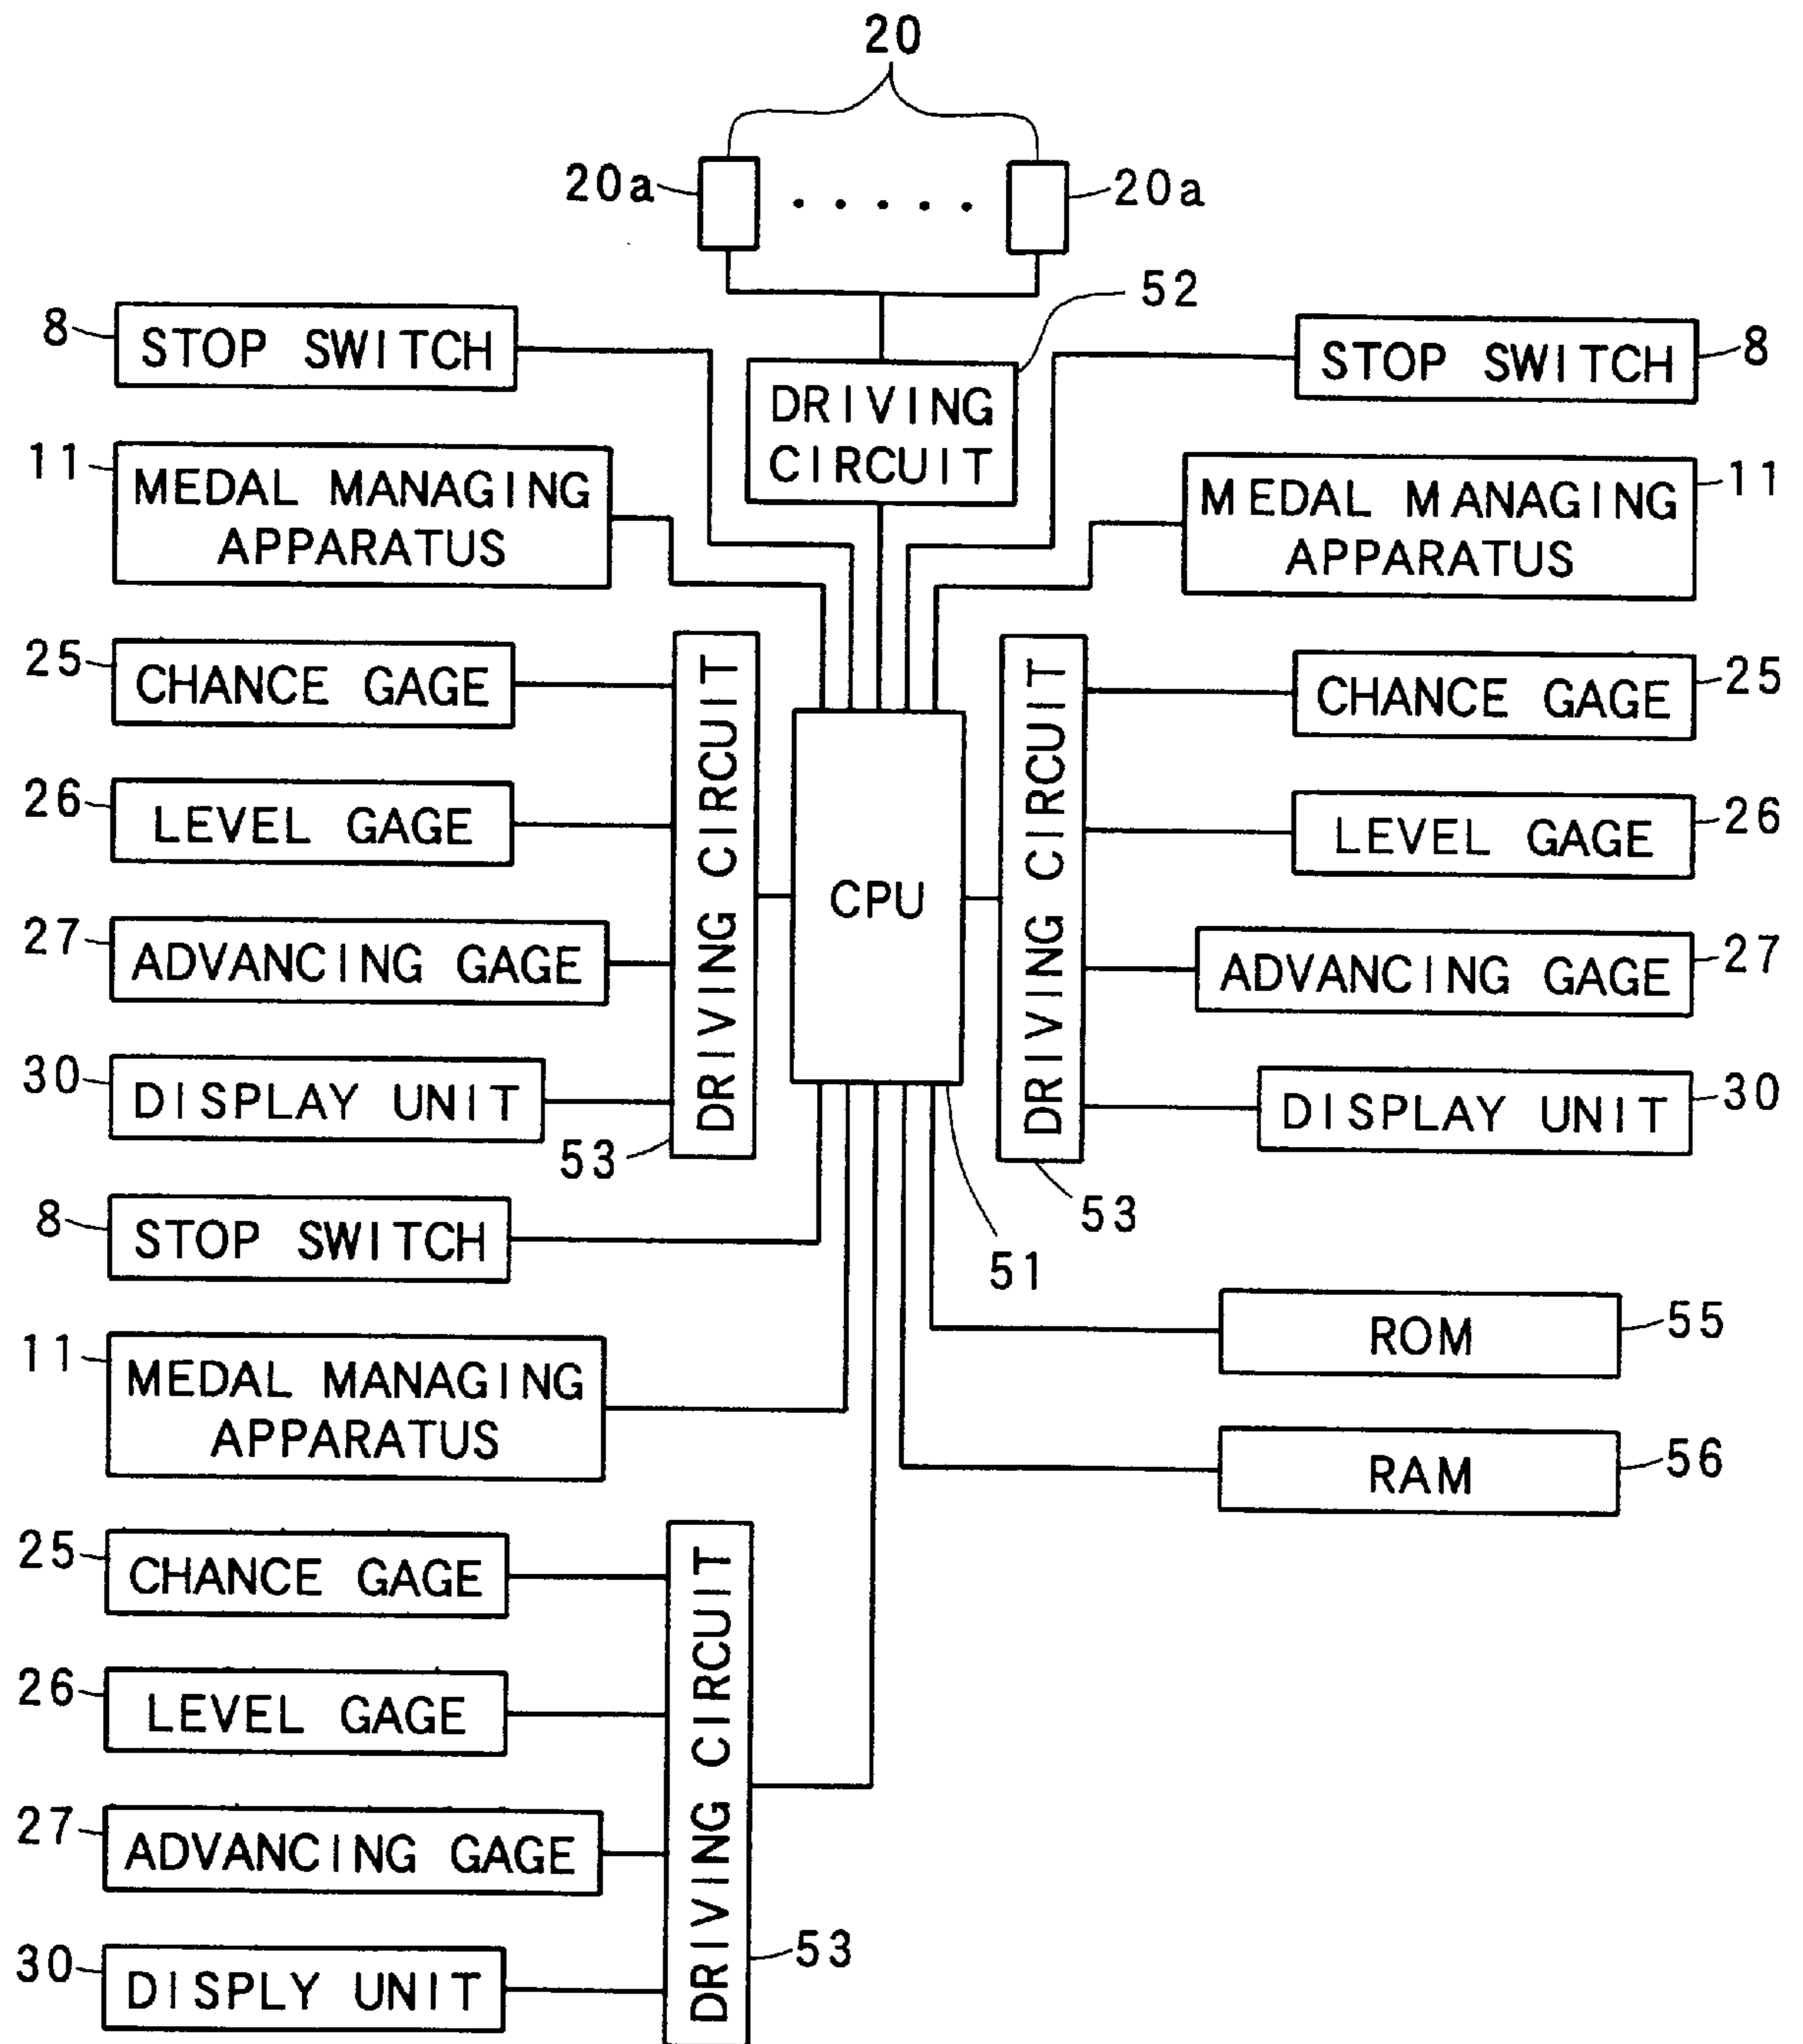 20
20a
20a
52
8
STOP SWITCH
DRIVING
CIRCUIT
STOP SWITCH
8
11
MEDAL MANAGING
APPARATUS
MEDAL MANAGING
APPARATUS
11
25
CHANCE GAGE
26
LEVEL GAGE
27
ADVANCING GAGE
30
DISPLAY UNIT
DRIVING CIRCUIT
53
CPU
51
DRIVING CIRCUIT
53
CHANCE GAGE
25
LEVEL GAGE
26
ADVANCING GAGE
27
DISPLAY UNIT
30
8
STOP SWITCH
11
MEDAL MANAGING
APPARATUS
ROM
55
RAM
56
25
CHANCE GAGE
26
LEVEL GAGE
27
ADVANCING GAGE
30
DISPLY UNIT
DRIVING CIRCUIT
53